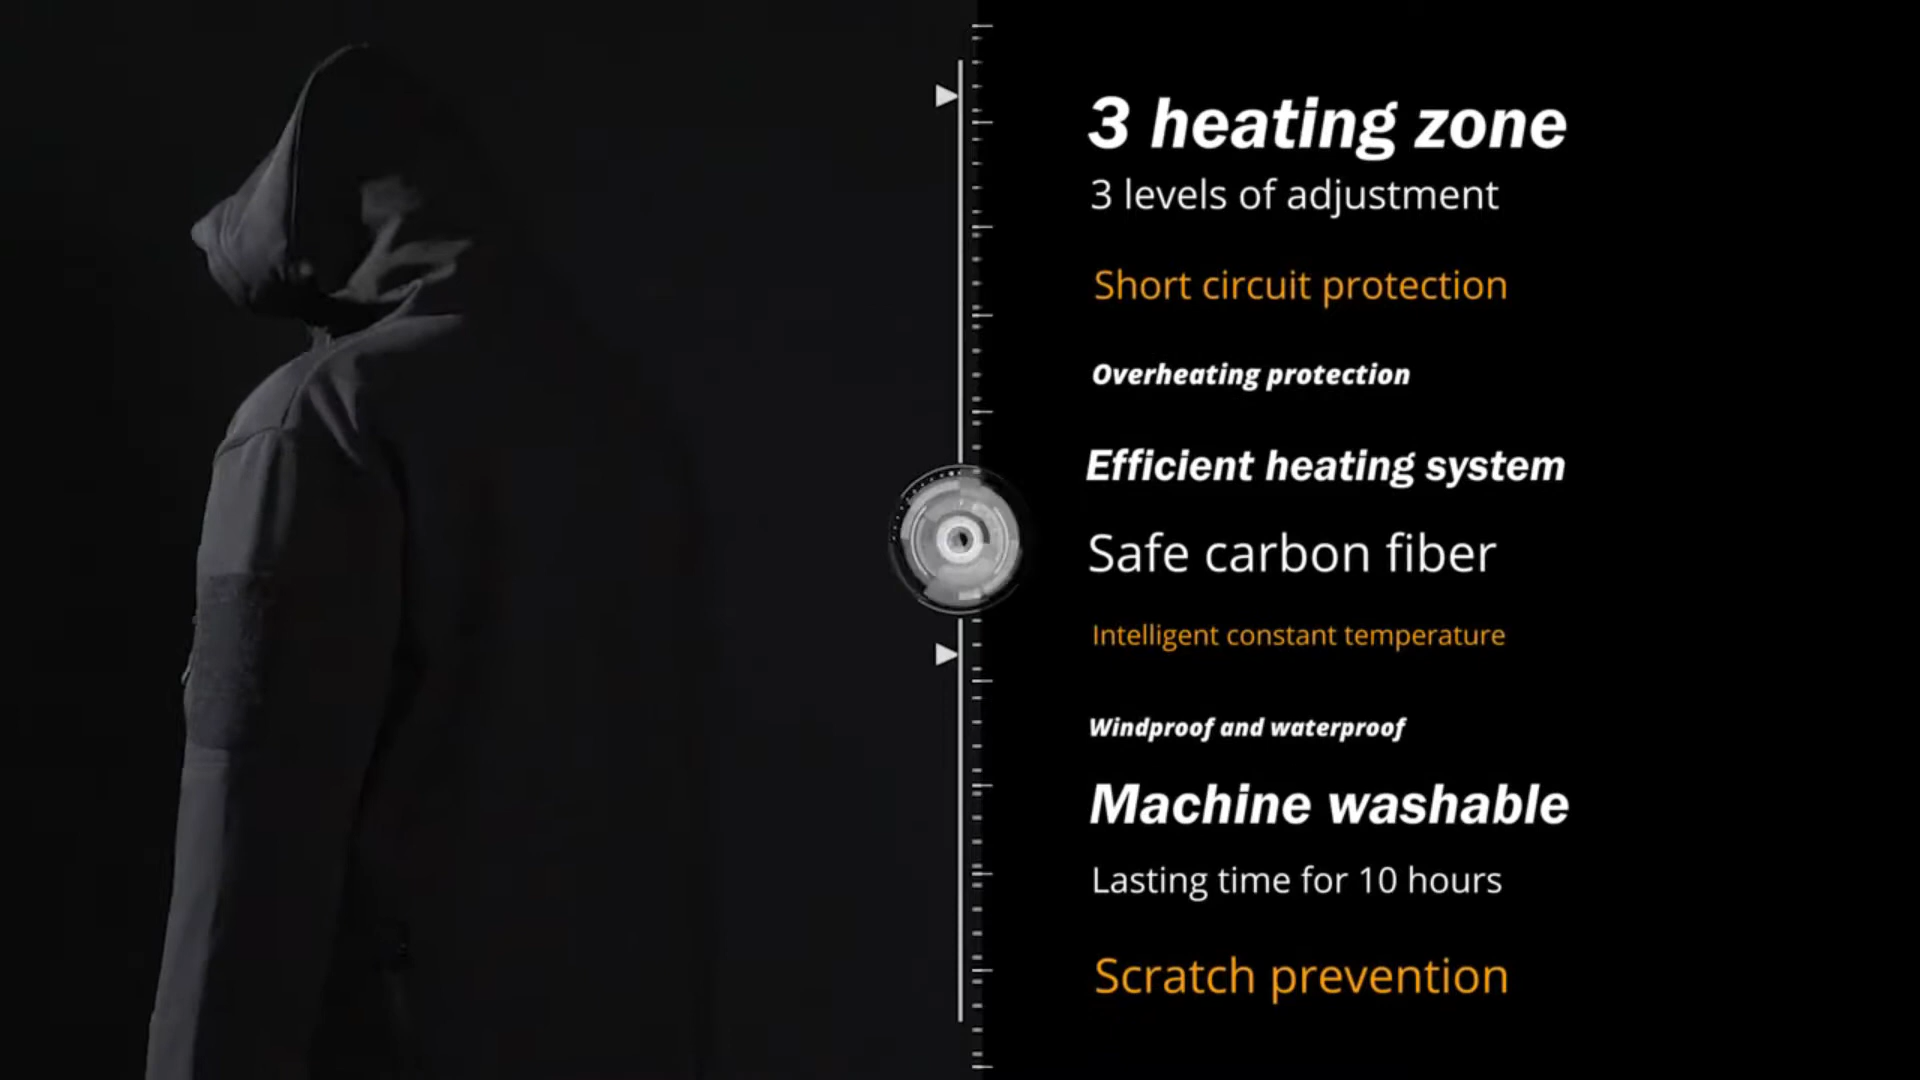 3 heating zone
3 levels of adjustment
Short circuit protection
Overheating protection
Efficient heating system
Safe carbon fiber
Intelligent constant temperature
Windproof and waterproof
Machine washable
Lasting time for 10 hours
Scratch prevention